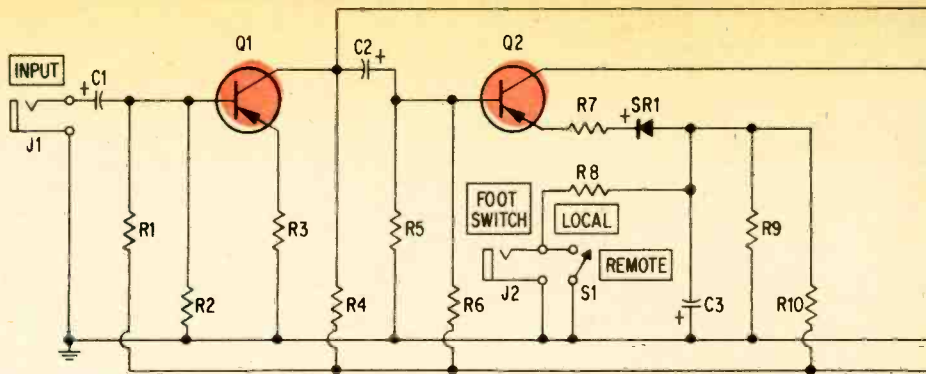 Q1
C2 +
Q2
INPUT
+ C1
R7
+ SR1
J1
R8
FOOT SWITCH
LOCAL
R1
R3
R5
R9
REMOTE
J2
S1
R2
R4
R6
C3
+
R10